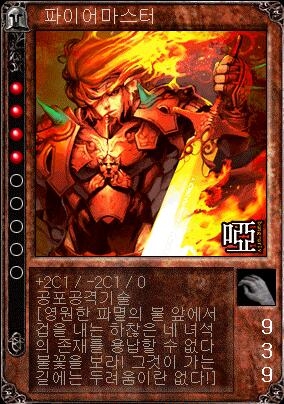 파이어마스터
啞
+2C1 / -2C1 / 0
공포공격기술
[영원한 파멸의 불 앞에서
겁을 내는 하찮은 네 녀석
의 존재를 용납할 수 없다
불꽃을 보라! 그것이 가는
길에는 두려움이란 없다!]
9
3
9